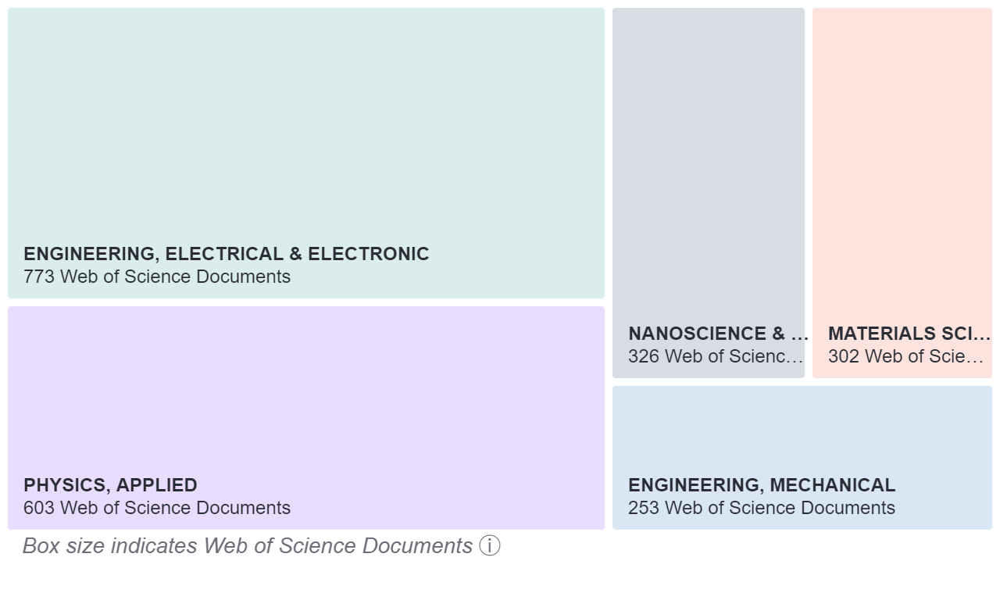 ENGINEERING, ELECTRICAL & ELECTRONIC
773 Web of Science Documents
PHYSICS, APPLIED
603 Web of Science Documents
NANOSCIENCE & ...
326 Web of Scienc...
MATERIALS SCI...
302 Web of Scie...
ENGINEERING, MECHANICAL
253 Web of Science Documents
Box size indicates Web of Science Documents ⓘ